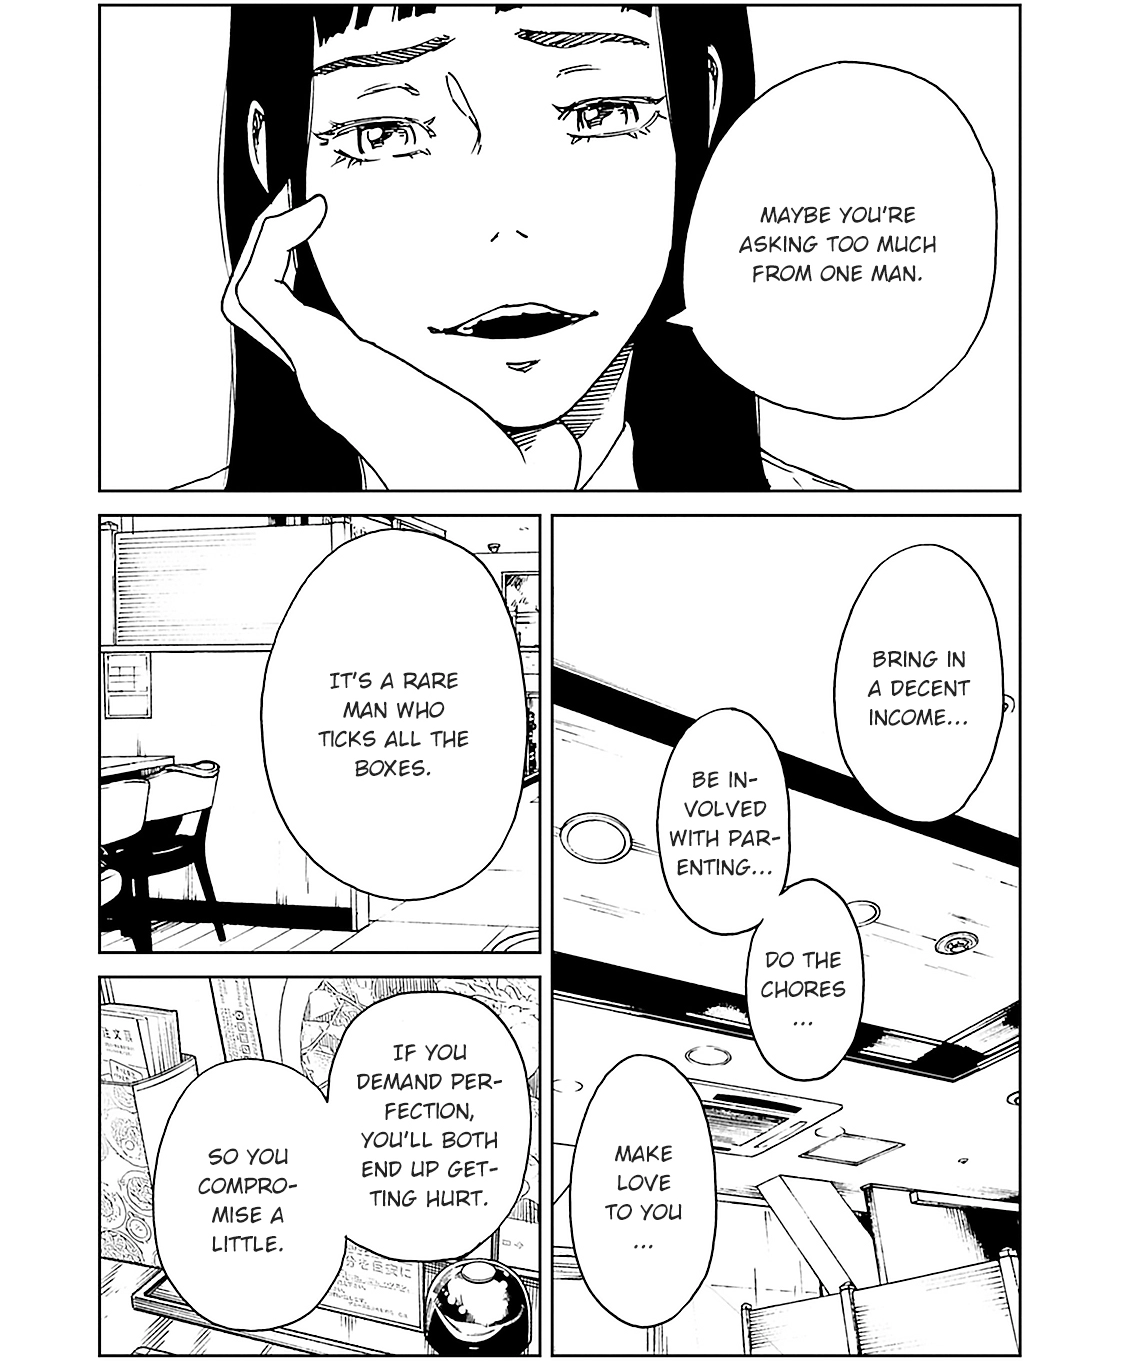 MAYBE YOU'RE
ASKING TOO MUCH
FROM ONE MAN.
BRING IN
A DECENT
INCOME...
BE IN-
VOLVED
WITH PAR-
ENTING...
DO THE
CHORES
...
MAKE
LOVE
TO YOU
...
IT'S A RARE
MAN WHO
TICKS ALL THE
BOXES.
IF YOU
DEMAND PER-
FECTION,
YOU'LL BOTH
END UP GET-
TING HURT.
SO YOU
COMPRO-
MISE A
LITTLE.